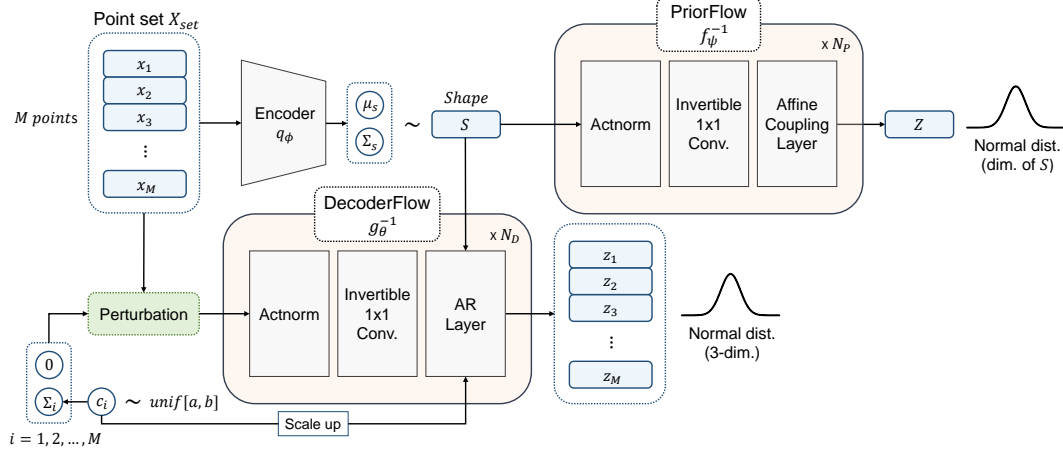 Point set X_set
x_1
x_2
x_3
⋮
x_M
M points
Encoder
q_ϕ
μ_s
Σ_s
~
Shape
S
PriorFlow
f_ψ^{-1}
x N_P
Actnorm
Invertible
1x1
Conv.
Affine
Coupling
Layer
Z
Normal dist.
(dim. of S)
DecoderFlow
g_θ^{-1}
x N_D
Actnorm
Invertible
1x1
Conv.
AR
Layer
z_1
z_2
z_3
⋮
z_M
Normal dist.
(3-dim.)
Perturbation
0
Σ_i
c_i
~ unif[a, b]
Scale up
i = 1, 2, ..., M